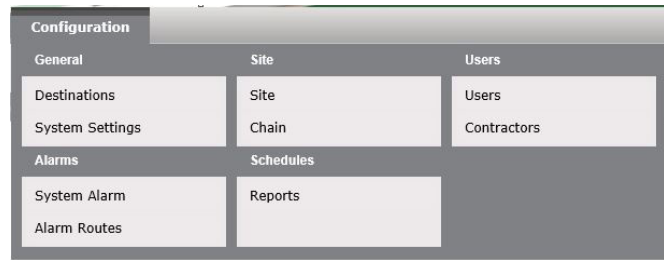 Configuration
General Site Users
Destinations Site Users
System Settings Chain Contractors
Alarms Schedules
System Alarm Reports
Alarm Routes